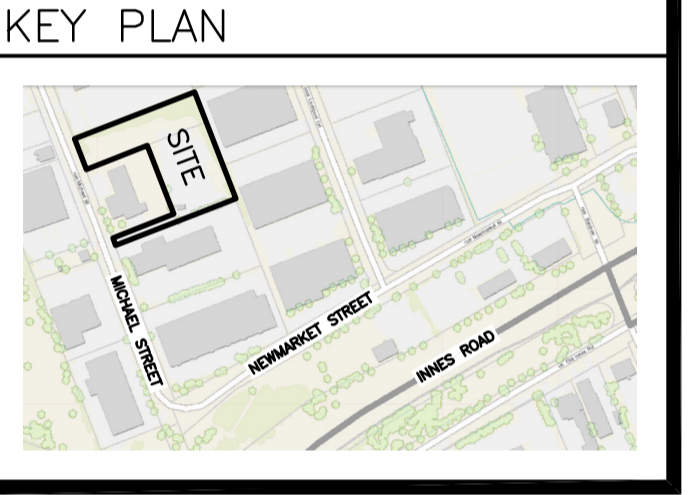 KEY PLAN
SITE
MICHAEL STREET
NEWMARKET STREET
INNES ROAD